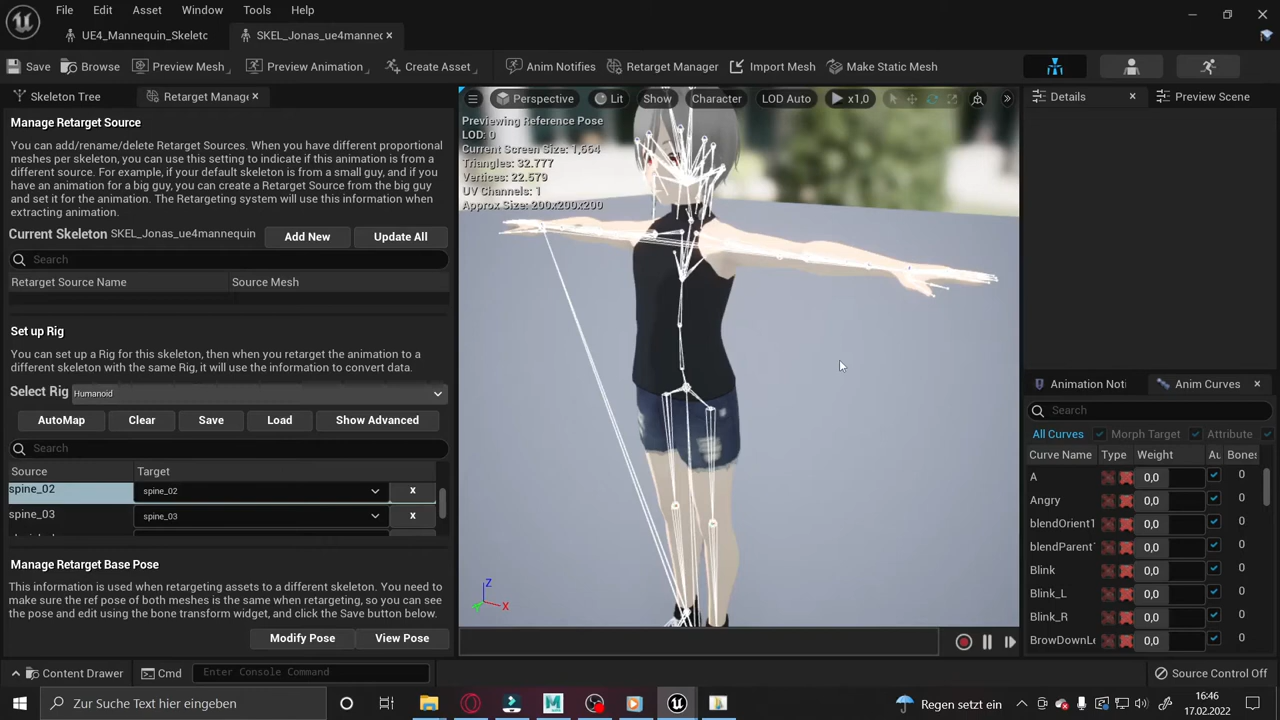 File Edit Asset Window Tools Help
UE4_Mannequin_Skeletc SKEL_Jonas_ue4mannec
Save Browse Preview Mesh Preview Animation Create Asset Anim Notifies Retarget Manager Import Mesh Make Static Mesh
Skeleton Tree Retarget Manage
Manage Retarget Source
You can add/rename/delete Retarget Sources. When you have different proportional
meshes per skeleton, you can use this setting to indicate if this animation is from a
different source. For example, if your default skeleton is from a small guy, and if you
have an animation for a big guy, you can create a Retarget Source from the big guy
and set it for the animation. The Retargeting system will use this information when
extracting animation.
Current Skeleton SKEL_Jonas_ue4mannequin Add New Update All
Search
Retarget Source Name Source Mesh
Set up Rig
You can set up a Rig for this skeleton, then when you retarget the animation to a
different skeleton with the same Rig, it will use the information to convert data.
Select Rig Humanoid
AutoMap Clear Save Load Show Advanced
Search
Source Target
spine_02 spine_02 x
spine_03 spine_03 x
Manage Retarget Base Pose
This information is used when retargeting assets to a different skeleton. You need to
make sure the ref pose of both meshes is the same when retargeting, so you can see
the pose and edit using the bone transform widget, and click the Save button below.
Modify Pose View Pose
Perspective Lit Show Character LOD Auto x1,0
Previewing Reference Pose
LOD: 0
Current Screen Size: 1,664
Triangles: 32.777
Vertices: 22.579
UV Channels: 1
Approx Size: 200x200x200
Z
X
Y
Details Preview Scene
Animation Noti Anim Curves
Search
All Curves Morph Target Attribute
Curve Name Type Weight Au Bones
A 0,0 0
Angry 0,0 0
blendOrient1 0,0 0
blendParent1 0,0 0
Blink 0,0 0
Blink_L 0,0 0
Blink_R 0,0 0
BrowDownLe 0,0 0
Content Drawer Cmd Enter Console Command Source Control Off
Zur Suche Text hier eingeben Regen setzt ein 16:46
17.02.2022